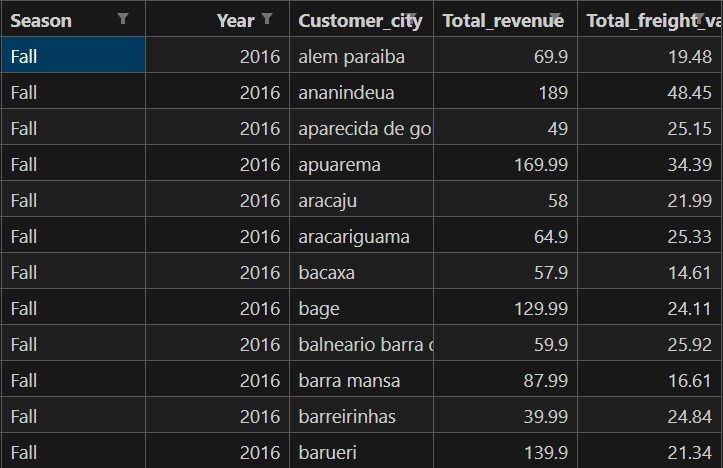 Season Year Customer_city Total_revenue Total_freight_va
Fall 2016 alem paraiba 69.9 19.48
Fall 2016 ananindeua 189 48.45
Fall 2016 aparecida de go 49 25.15
Fall 2016 apuarema 169.99 34.39
Fall 2016 aracaju 58 21.99
Fall 2016 aracariguama 64.9 25.33
Fall 2016 bacaxa 57.9 14.61
Fall 2016 bage 129.99 24.11
Fall 2016 balneario barra 59.9 25.92
Fall 2016 barra mansa 87.99 16.61
Fall 2016 barreirinhas 39.99 24.84
Fall 2016 barueri 139.9 21.34